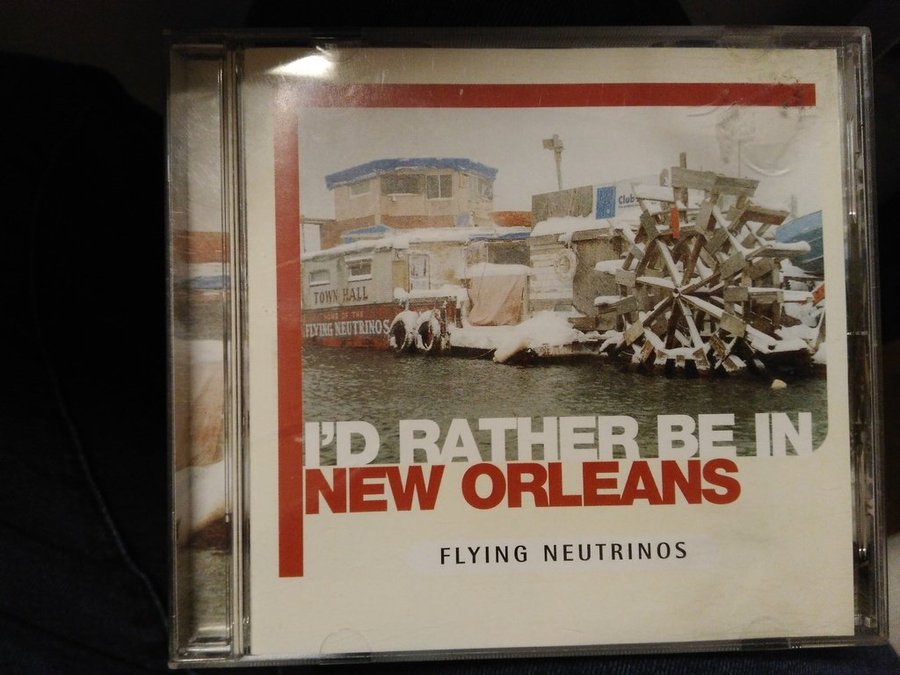 Club
TOWN HALL
HOME OF THE
FLYING NEUTRINOS
I'D RATHER BE IN
NEW ORLEANS
FLYING NEUTRINOS